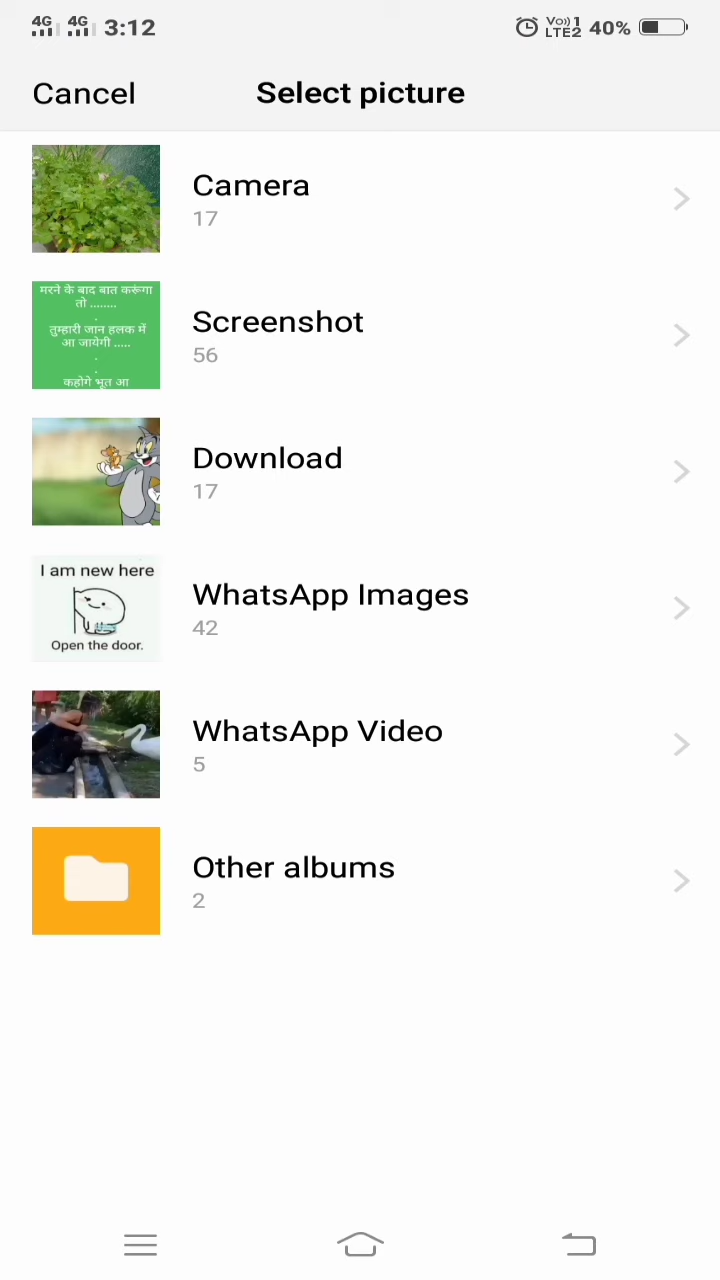 4G 4G 3:12 Vo)) 1 LTE2 40%
Cancel Select picture
Camera
17
मरने के बाद बात करूंगा
तो ........
.
तुम्हारी जान हलक में
आ जायेगी .....
.
.
कहोगे भूत आ
Screenshot
56
Download
17
I am new here
Open the door.
WhatsApp Images
42
WhatsApp Video
5
Other albums
2